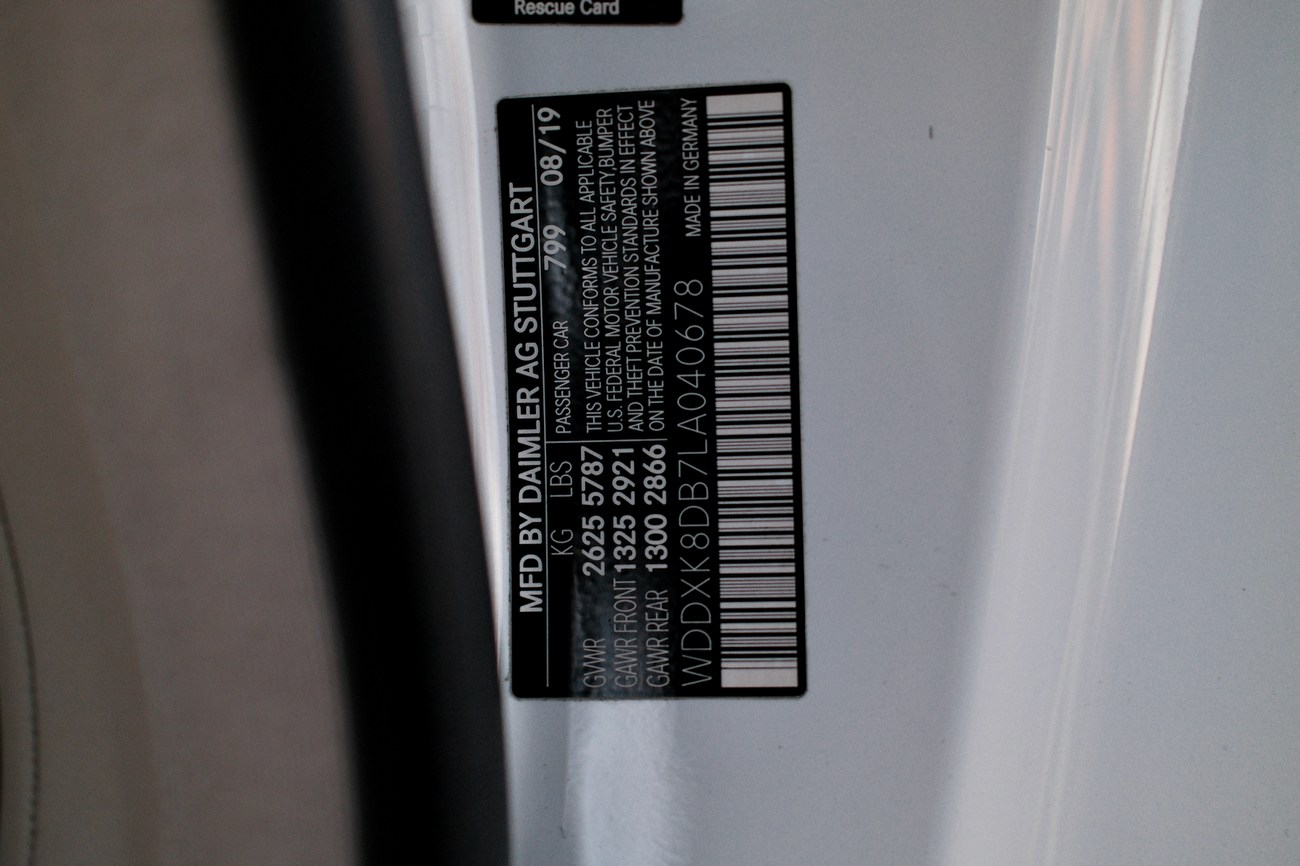 Rescue Card
MFD BY DAIMLER AG STUTTGART
KG LBS PASSENGER CAR 799 08/19
GVWR 2625 5787 THIS VEHICLE CONFORMS TO ALL APPLICABLE
GAWR FRONT 1325 2921 U.S. FEDERAL MOTOR VEHICLE SAFETY BUMPER
AND THEFT PREVENTION STANDARDS IN EFFECT
GAWR REAR 1300 2866 ON THE DATE OF MANUFACTURE SHOWN ABOVE
WDDXK8DB7LA040678 MADE IN GERMANY